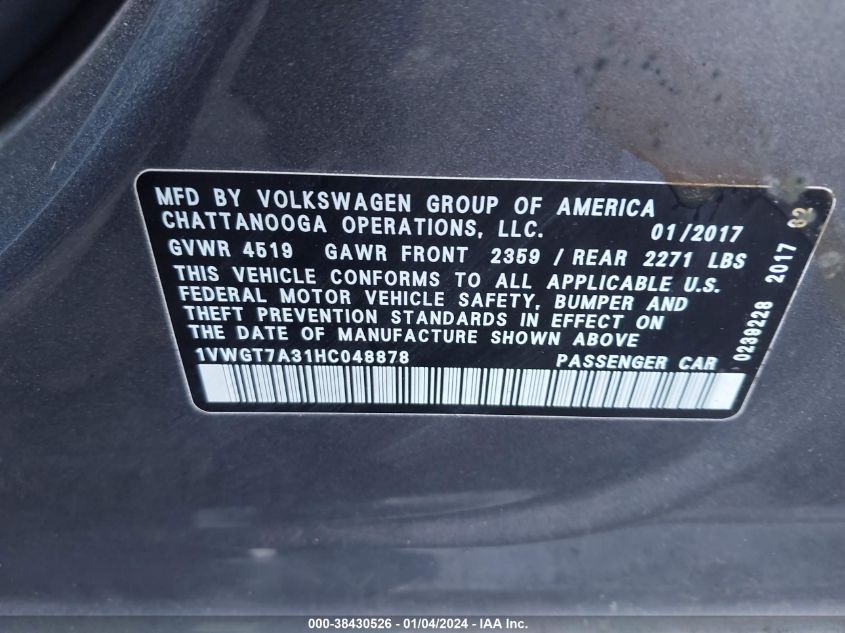 MFD BY VOLKSWAGEN GROUP OF AMERICA
CHATTANOOGA OPERATIONS, LLC. 01/2017
GVWR 4519 GAWR FRONT 2359 / REAR 2271 LBS
THIS VEHICLE CONFORMS TO ALL APPLICABLE U.S.
FEDERAL MOTOR VEHICLE SAFETY, BUMPER AND
THEFT PREVENTION STANDARDS IN EFFECT ON
THE DATE OF MANUFACTURE SHOWN ABOVE
1VWGT7A31HC048878 PASSENGER CAR
0239228 2017 02
000-38430526 - 01/04/2024 - IAA Inc.